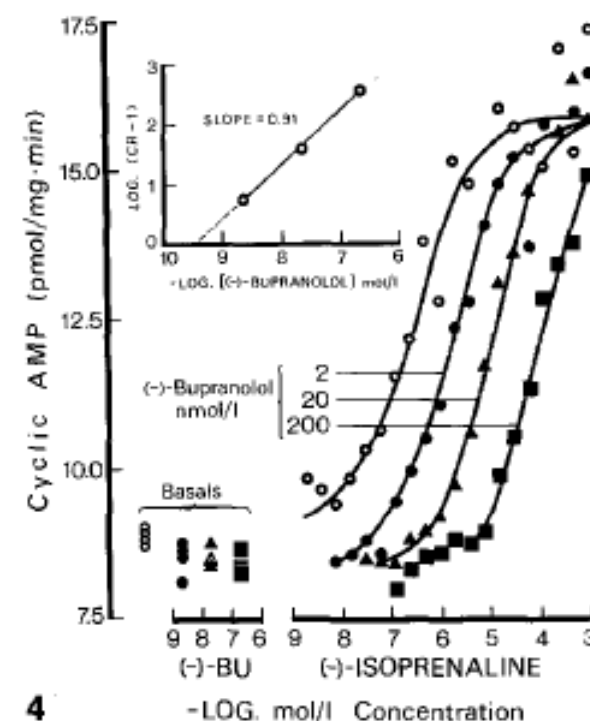 17.5
15.0
12.5
10.0
7.5
Cyclic AMP (pmol/mg·min)
3
2
1
0
LOG. (CR-1)
SLOPE = 0.91
10 9 8 7 6
-LOG. [(-)-BUPRANOLOL] mol/l
(-)-Bupranolol
nmol/l
2
20
200
Basals
9 8 7 6
(-)-BU
9 8 7 6 5 4 3
(-)-ISOPRENALINE
4
-LOG. mol/l Concentration